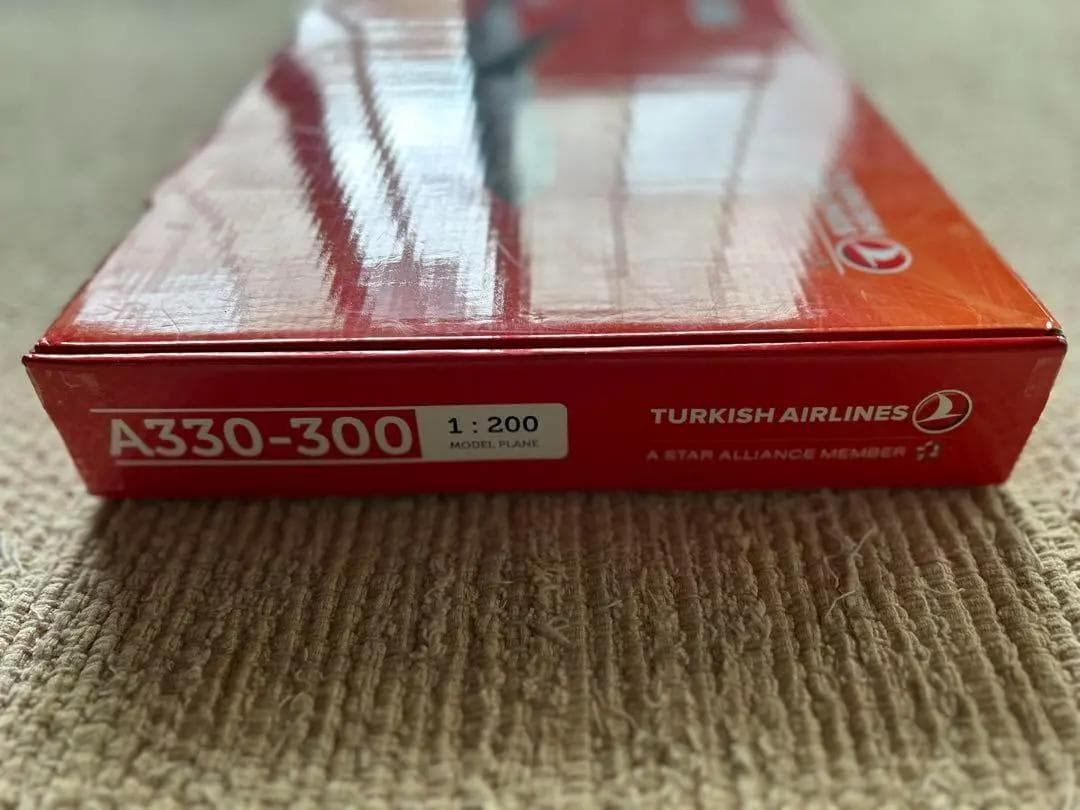 A330-300
1 : 200
MODEL PLANE
TURKISH AIRLINES
A STAR ALLIANCE MEMBER